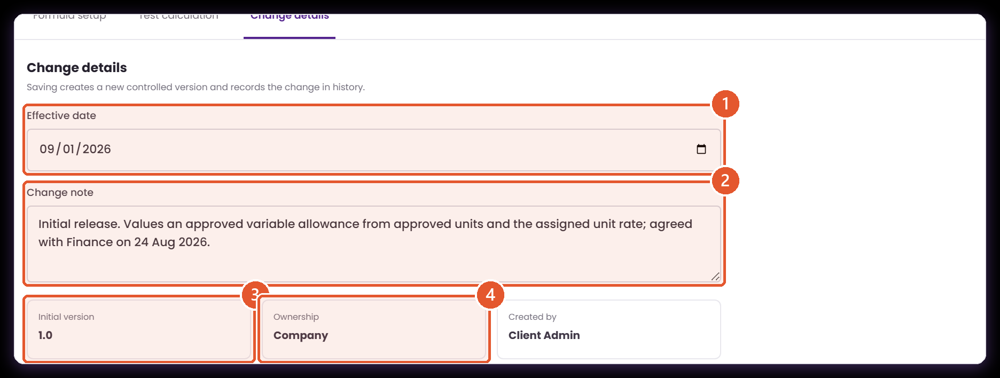 Formula setup Test calculation Change details
Change details
Saving creates a new controlled version and records the change in history.
1
Effective date
09/01/2026
2
Change note
Initial release. Values an approved variable allowance from approved units and the assigned unit rate; agreed
with Finance on 24 Aug 2026.
3 4
Initial version Ownership Created by
1.0 Company Client Admin